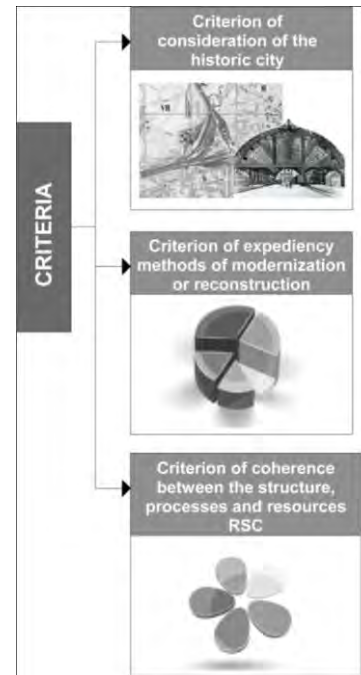 CRITERIA
Criterion of
consideration of the
historic city
Criterion of expediency
methods of modernization
or reconstruction
Criterion of coherence
between the structure,
processes and resources
RSC